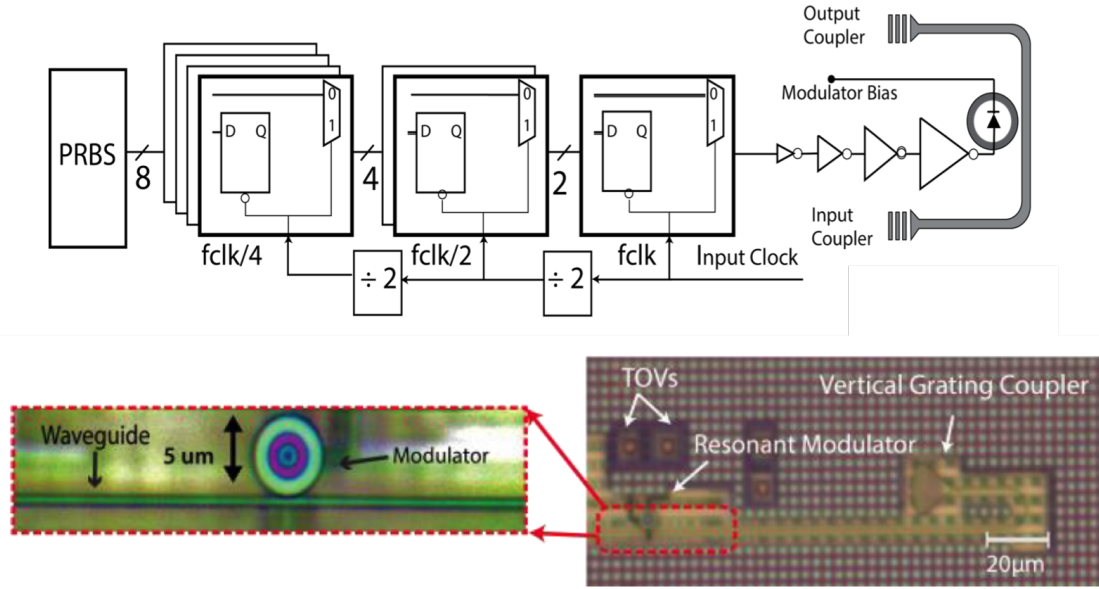 Output
Coupler
Modulator Bias
PRBS
8
D Q
0
1
4
D Q
0
1
2
D Q
0
1
Input
Coupler
fclk/4
fclk/2
fclk
Input Clock
÷ 2
÷ 2
TOVs
Vertical Grating Coupler
Resonant Modulator
Waveguide
5 um
Modulator
20μm